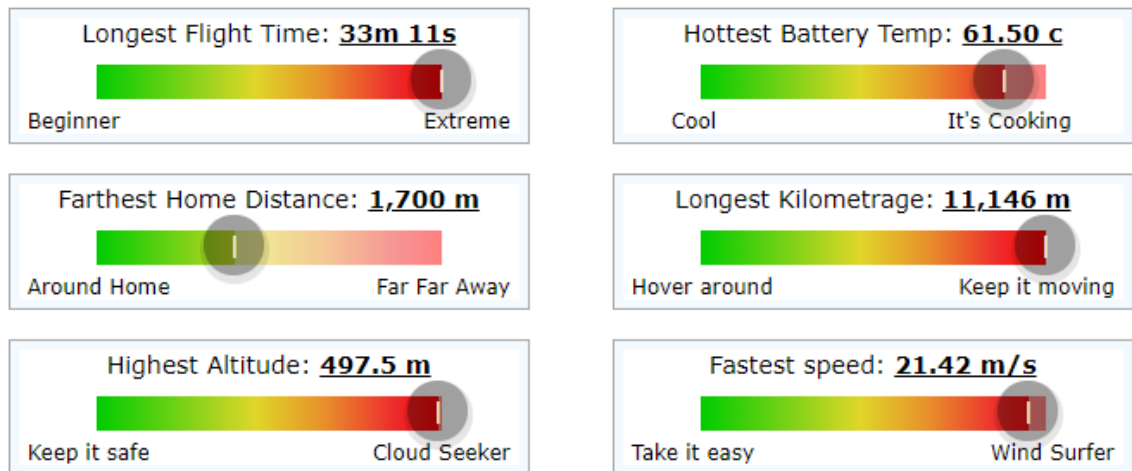 Longest Flight Time: 33m 11s
Beginner Extreme
Hottest Battery Temp: 61.50 c
Cool It's Cooking
Farthest Home Distance: 1,700 m
Around Home Far Far Away
Longest Kilometrage: 11,146 m
Hover around Keep it moving
Highest Altitude: 497.5 m
Keep it safe Cloud Seeker
Fastest speed: 21.42 m/s
Take it easy Wind Surfer